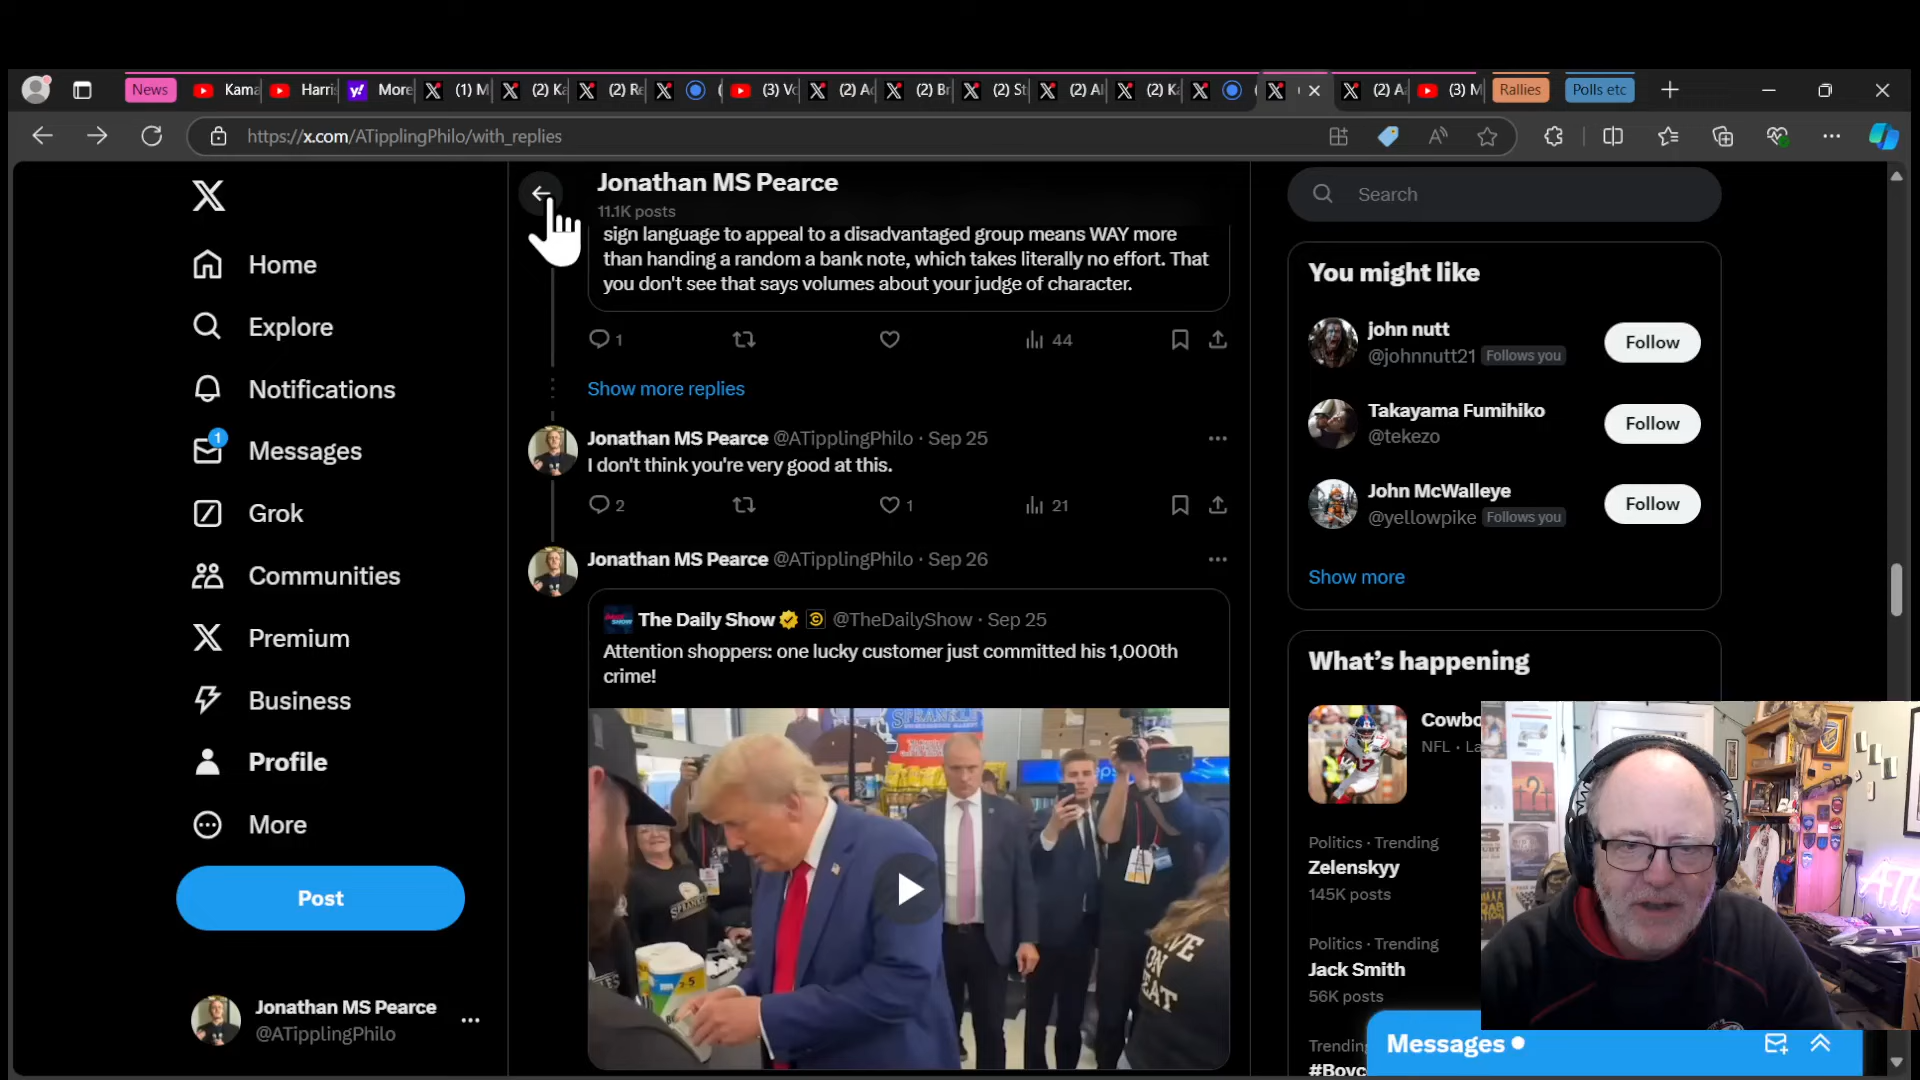 News
Kama
Harris
More
(1) M
(2) Ka
(2) Re
(3) Vo
(2) Ac
(2) Br
(2) St
(2) Al
(2) Ka
(2) A
(3) M
Rallies
Polls etc
https://x.com/ATipplingPhilo/with_replies
Home
Explore
Notifications
1
Messages
Grok
Communities
Premium
Business
Profile
More
Post
Jonathan MS Pearce
@ATipplingPhilo
Jonathan MS Pearce
11.1K posts
sign language to appeal to a disadvantaged group means WAY more
than handing a random a bank note, which takes literally no effort. That
you don't see that says volumes about your judge of character.
1
44
Show more replies
Jonathan MS Pearce @ATipplingPhilo · Sep 25
I don't think you're very good at this.
2
1
21
Jonathan MS Pearce @ATipplingPhilo · Sep 26
The Daily Show @TheDailyShow · Sep 25
Attention shoppers: one lucky customer just committed his 1,000th
crime!
SPRANKLE
Search
You might like
john nutt
@johnnutt21 Follows you
Follow
Takayama Fumihiko
@tekezo
Follow
John McWalleye
@yellowpike Follows you
Follow
Show more
What's happening
Cowbo
NFL · La
Politics · Trending
Zelenskyy
145K posts
Politics · Trending
Jack Smith
56K posts
Trending
#Boyc
Messages